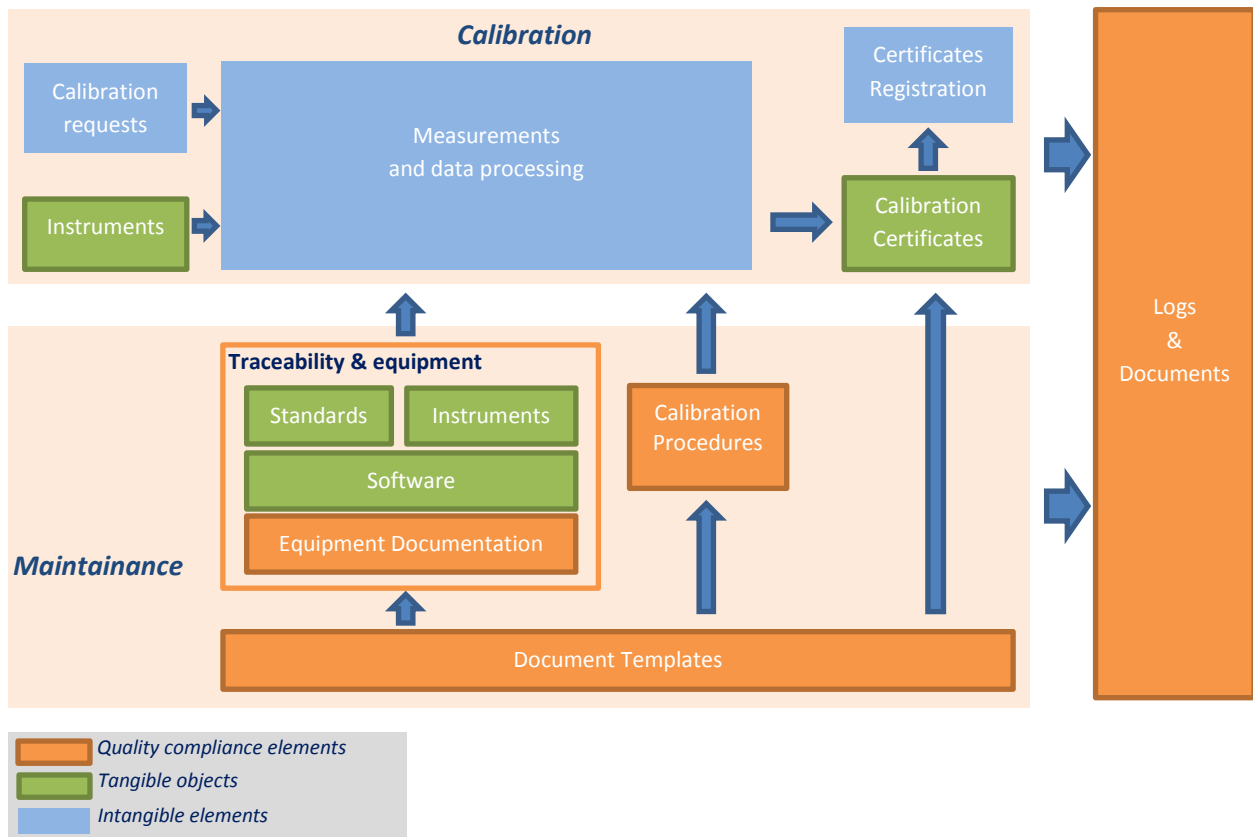 Calibration
Calibration
requests
Instruments
Measurements
and data processing
Certificates
Registration
Calibration
Certificates
Logs
&
Documents
Maintainance
Traceability & equipment
Standards
Instruments
Software
Equipment Documentation
Calibration
Procedures
Document Templates
Quality compliance elements
Tangible objects
Intangible elements